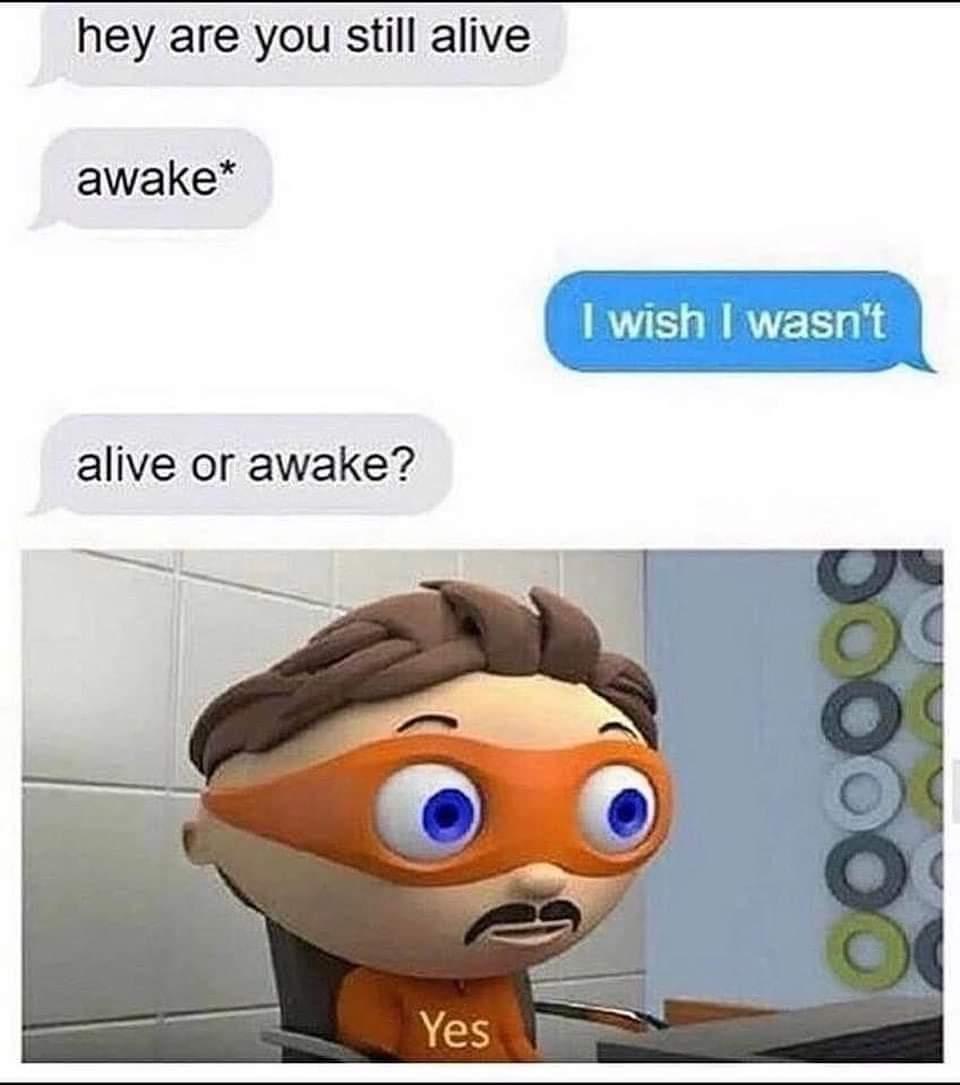 hey are you still alive
awake*
I wish I wasn't
alive or awake?
Yes